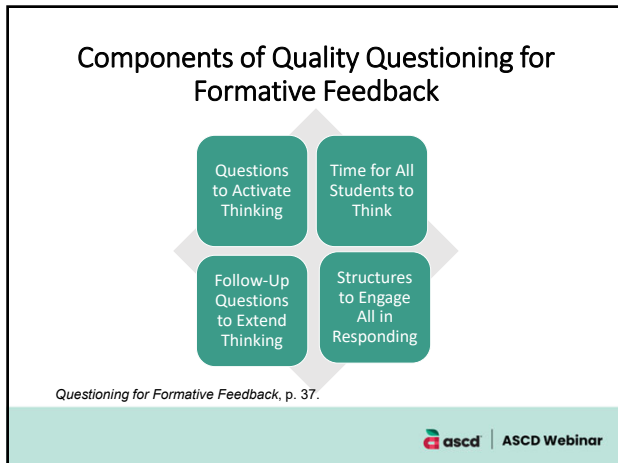 Components of Quality Questioning for
Formative Feedback
Questions
to Activate
Thinking
Time for All
Students to
Think
Follow-Up
Questions
to Extend
Thinking
Structures
to Engage
All in
Responding
Questioning for Formative Feedback, p. 37.
ascd | ASCD Webinar